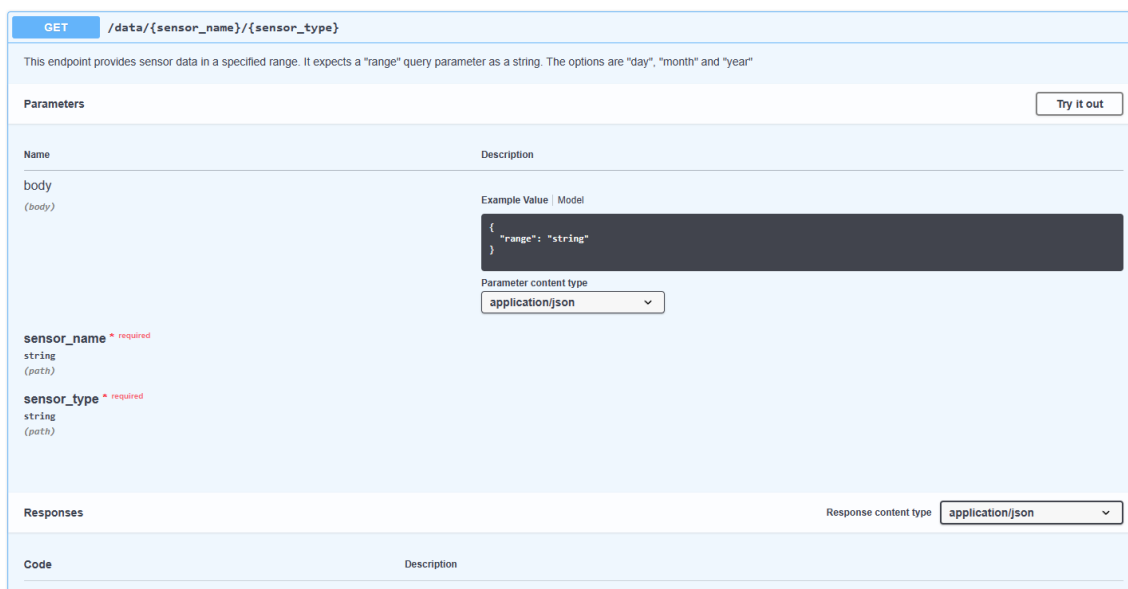 GET /data/{sensor_name}/{sensor_type}
This endpoint provides sensor data in a specified range. It expects a "range" query parameter as a string. The options are "day", "month" and "year"
Parameters
Try it out
Name Description
body
(body)
Example Value | Model
{
"range": "string"
}
Parameter content type
application/json
sensor_name * required
string
(path)
sensor_type * required
string
(path)
Responses
Response content type application/json
Code Description